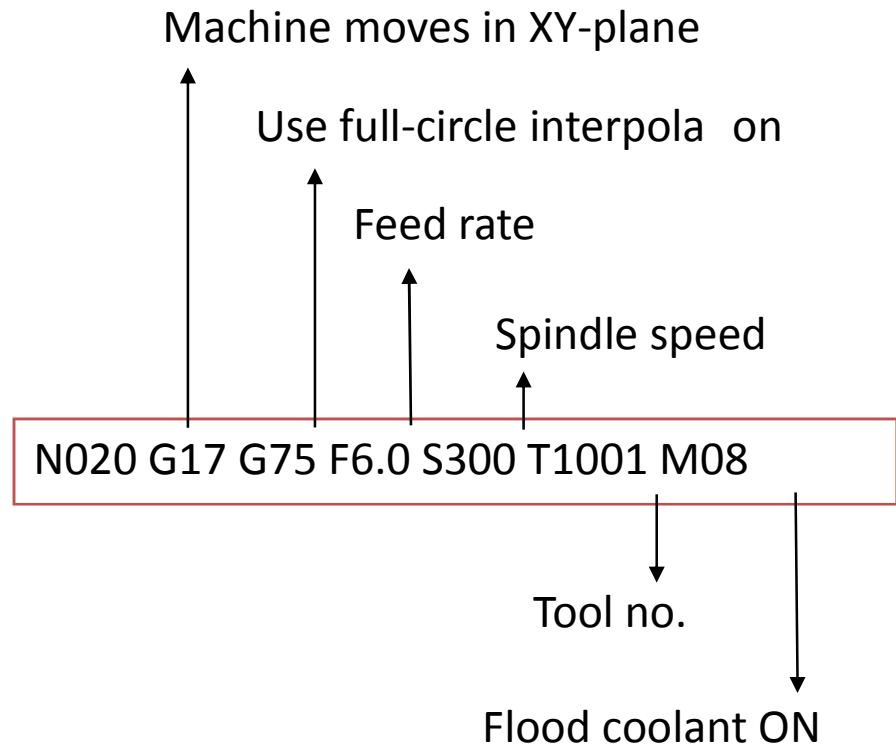 Machine moves in XY-plane
Use full-circle interpola on
Feed rate
Spindle speed
N020 G17 G75 F6.0 S300 T1001 M08
Tool no.
Flood coolant ON